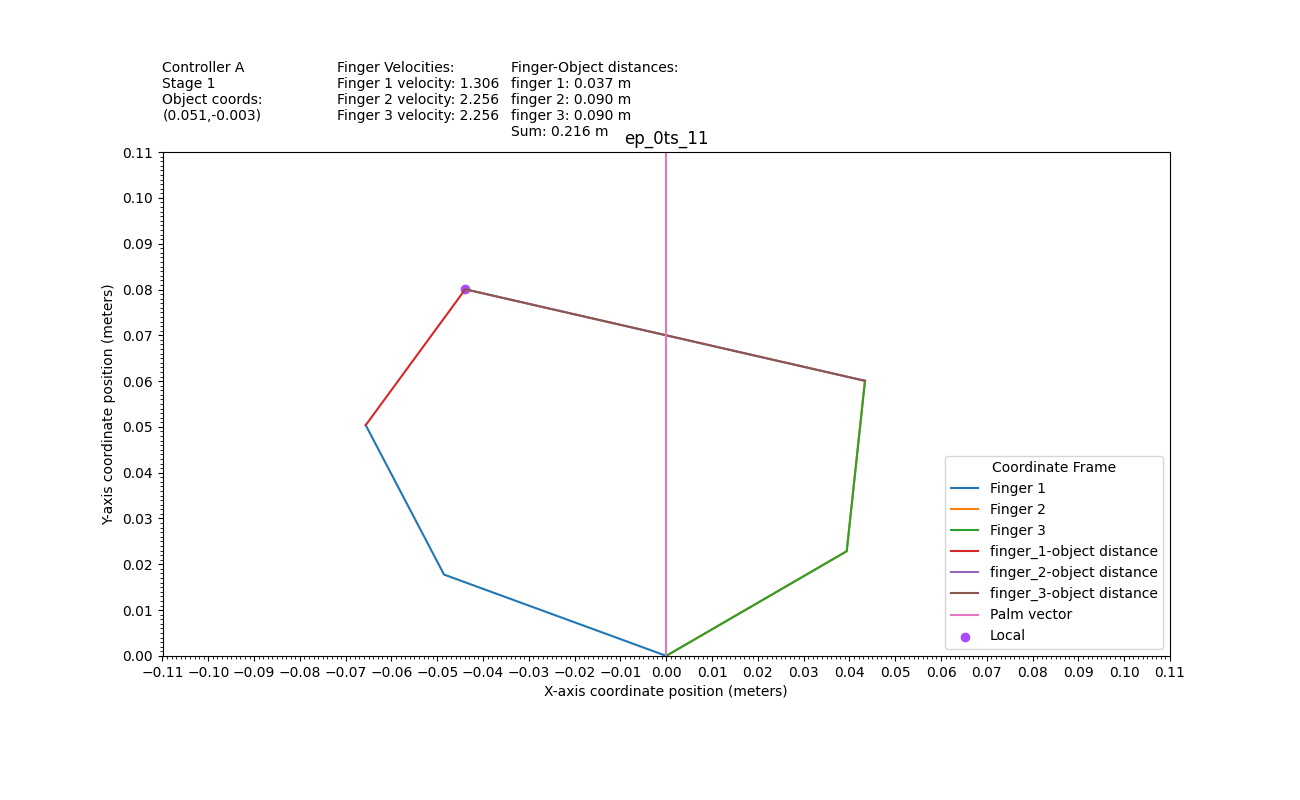 Controller A
Stage 1
Object coords:
(0.051,-0.003)
Finger Velocities:
Finger 1 velocity: 1.306
Finger 2 velocity: 2.256
Finger 3 velocity: 2.256
Finger-Object distances:
finger 1: 0.037 m
finger 2: 0.090 m
finger 3: 0.090 m
Sum: 0.216 m
ep_0ts_11
Y-axis coordinate position (meters)
0.11
0.10
0.09
0.08
0.07
0.06
0.05
0.04
0.03
0.02
0.01
0.00
Coordinate Frame
Finger 1
Finger 2
Finger 3
finger_1-object distance
finger_2-object distance
finger_3-object distance
Palm vector
Local
−0.11 −0.10 −0.09 −0.08 −0.07 −0.06 −0.05 −0.04 −0.03 −0.02 −0.01 0.00 0.01 0.02 0.03 0.04 0.05 0.06 0.07 0.08 0.09 0.10 0.11
X-axis coordinate position (meters)